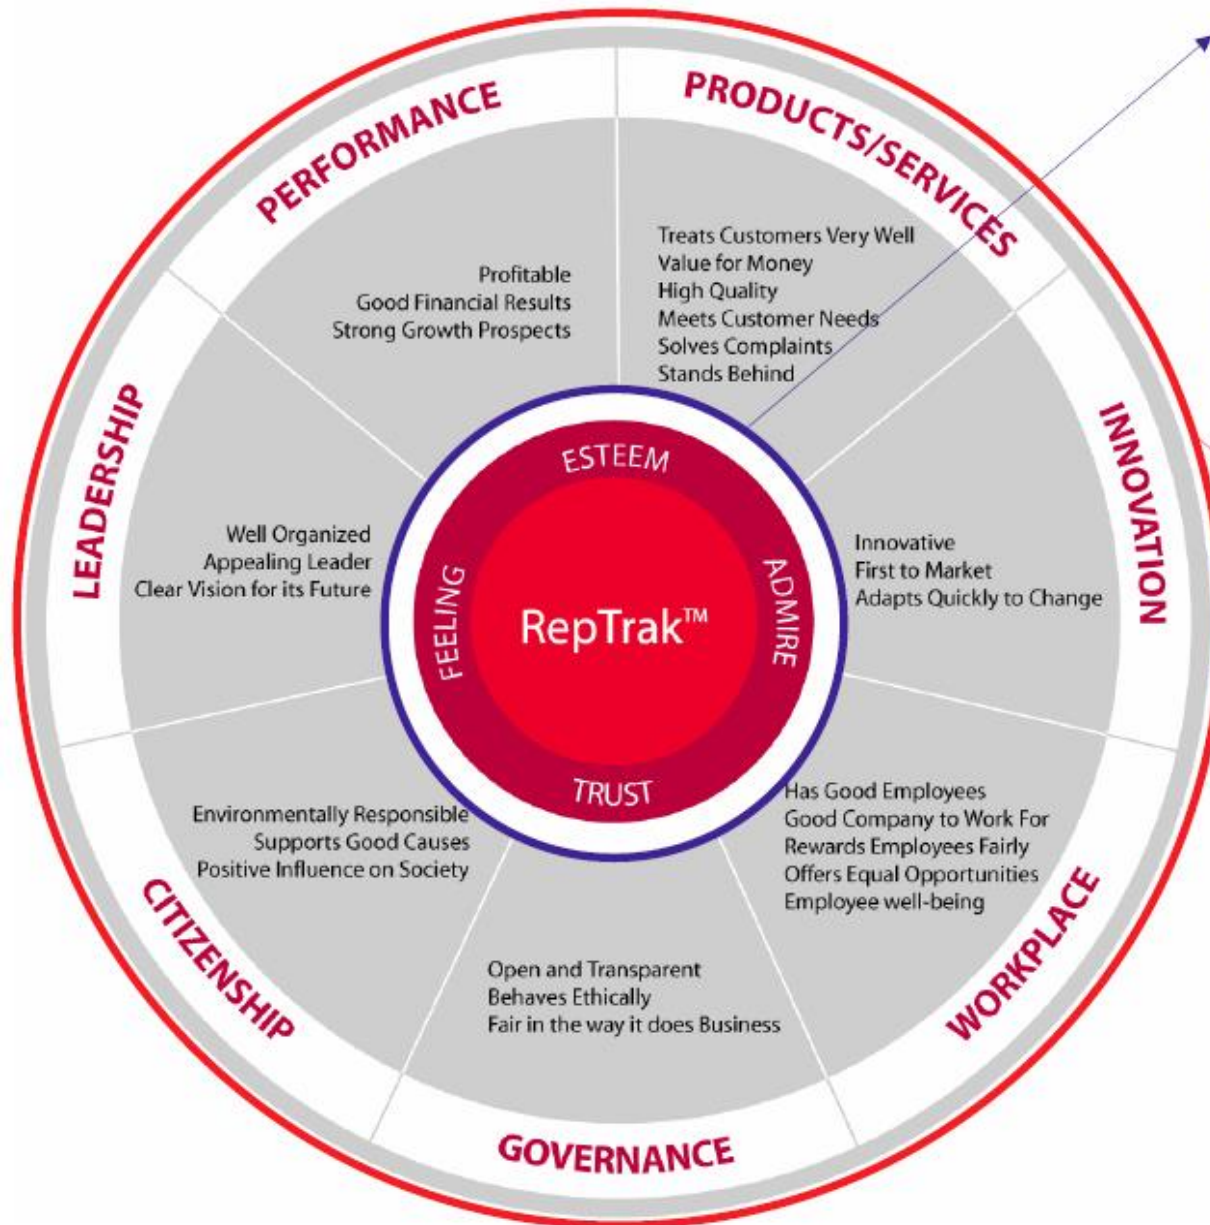 PERFORMANCE
Profitable
Good Financial Results
Strong Growth Prospects
PRODUCTS/SERVICES
Treats Customers Very Well
Value for Money
High Quality
Meets Customer Needs
Solves Complaints
Stands Behind
INNOVATION
Innovative
First to Market
Adapts Quickly to Change
WORKPLACE
Has Good Employees
Good Company to Work For
Rewards Employees Fairly
Offers Equal Opportunities
Employee well-being
GOVERNANCE
Open and Transparent
Behaves Ethically
Fair in the way it does Business
CITIZENSHIP
Environmentally Responsible
Supports Good Causes
Positive Influence on Society
LEADERSHIP
Well Organized
Appealing Leader
Clear Vision for its Future
ESTEEM
ADMIRE
TRUST
FEELING
RepTrak™